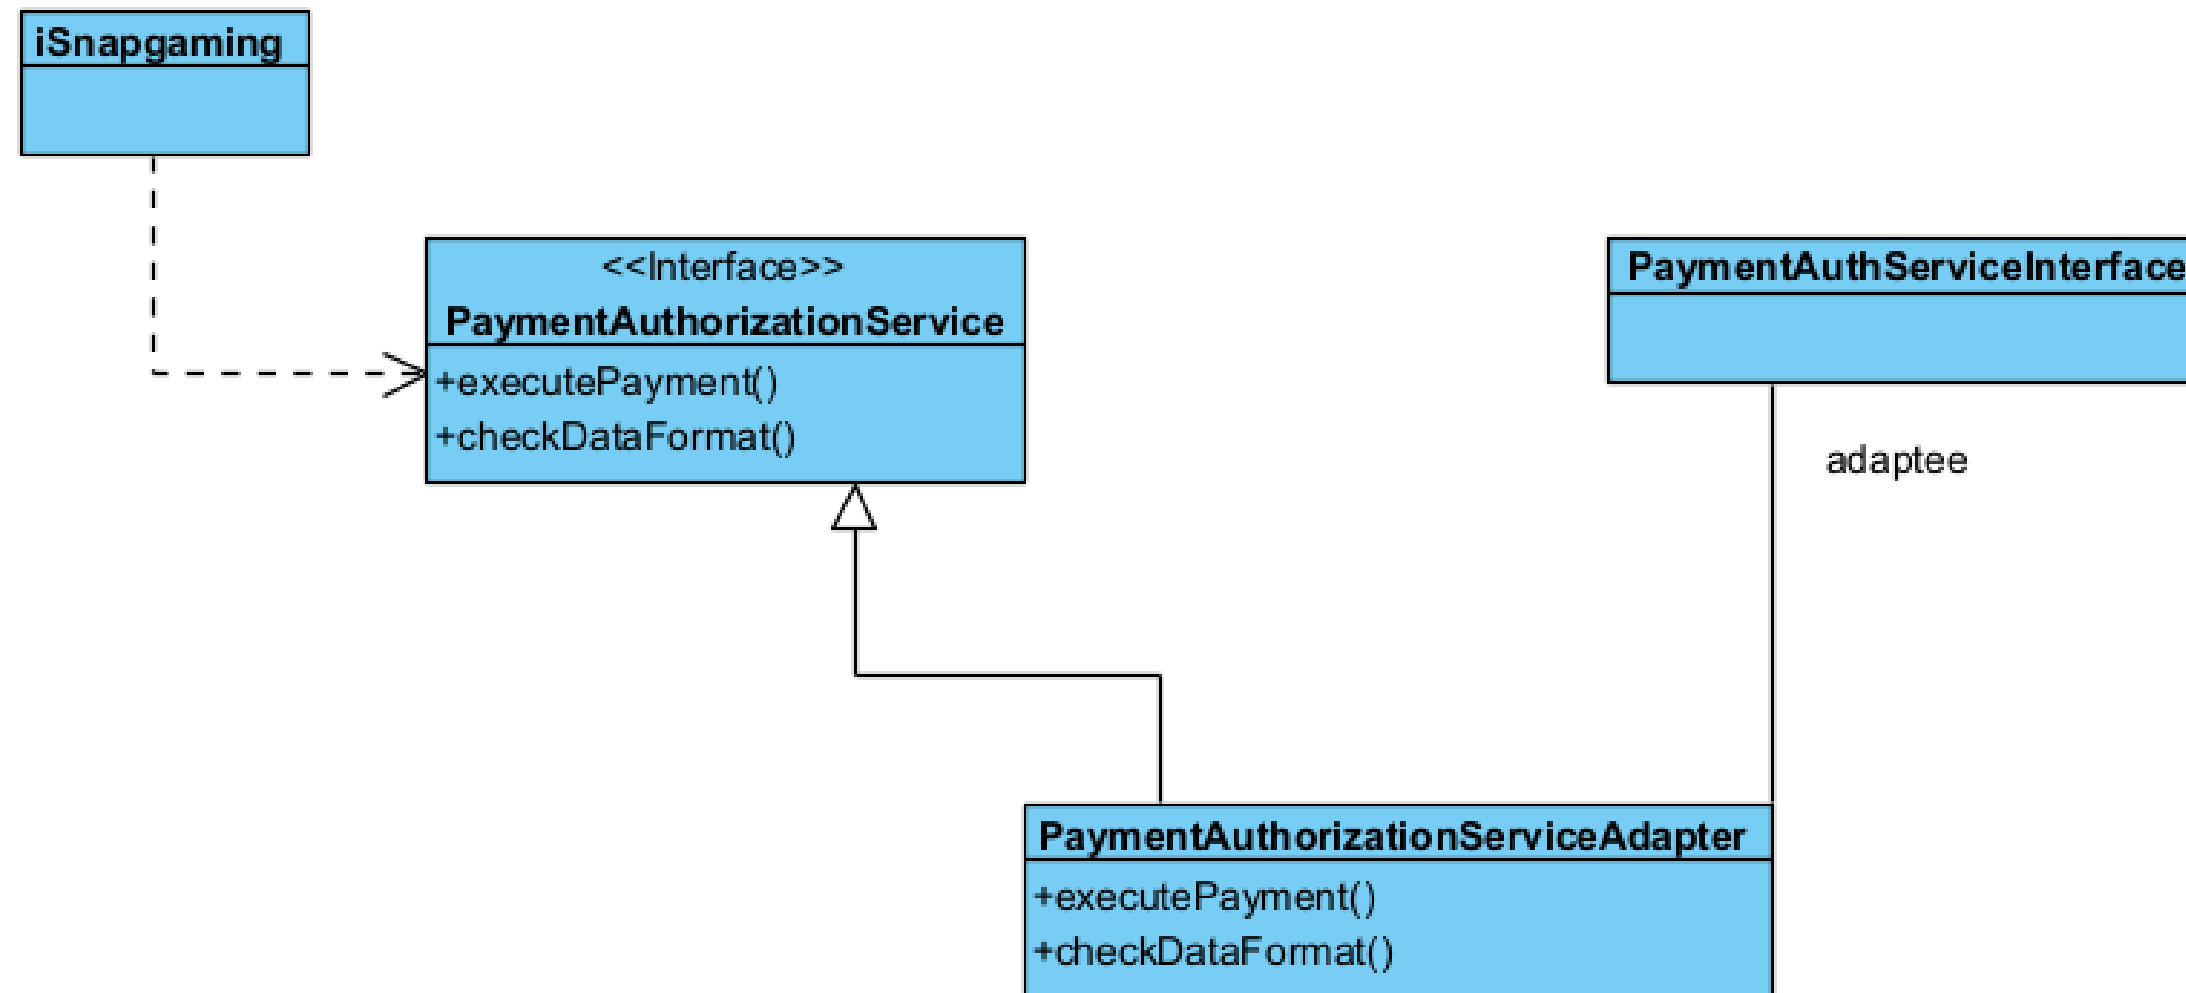 iSnapgaming
<<Interface>>
PaymentAuthorizationService
+executePayment()
+checkDataFormat()
PaymentAuthServiceInterface
adaptee
PaymentAuthorizationServiceAdapter
+executePayment()
+checkDataFormat()